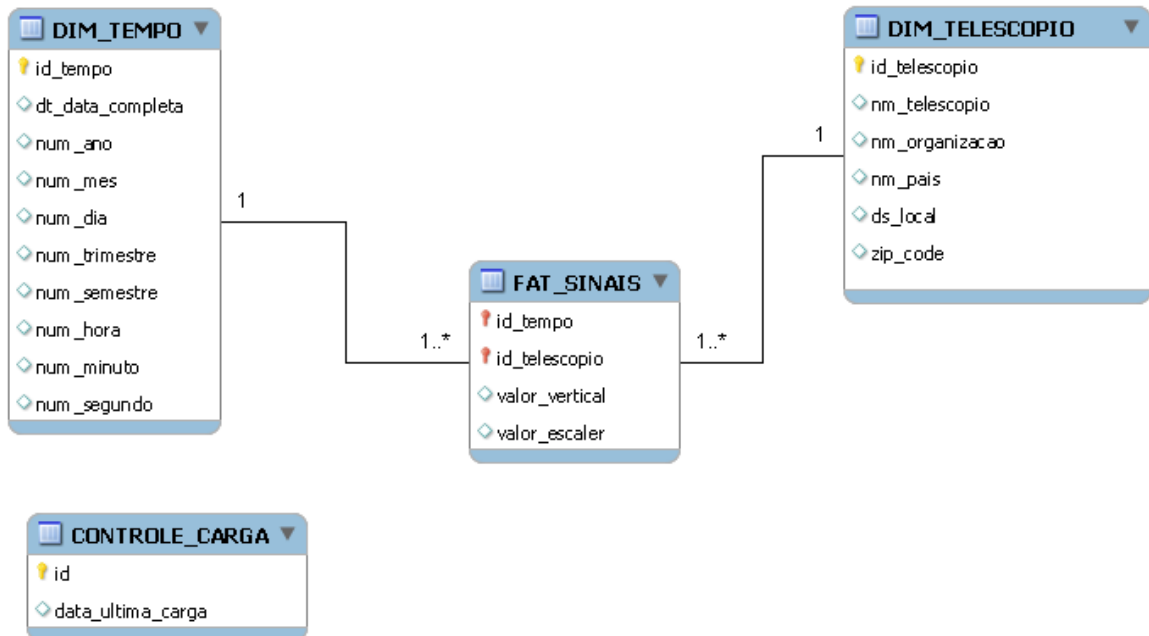 DIM_TEMPO
id_tempo
dt_data_completa
num_ano
num_mes
num_dia
num_trimestre
num_semestre
num_hora
num_minuto
num_segundo
1
1..*
FAT_SINAIS
id_tempo
id_telescopio
valor_vertical
valor_escaler
1..*
1
DIM_TELESCOPIO
id_telescopio
nm_telescopio
nm_organizacao
nm_pais
ds_local
zip_code
CONTROLE_CARGA
id
data_ultima_carga